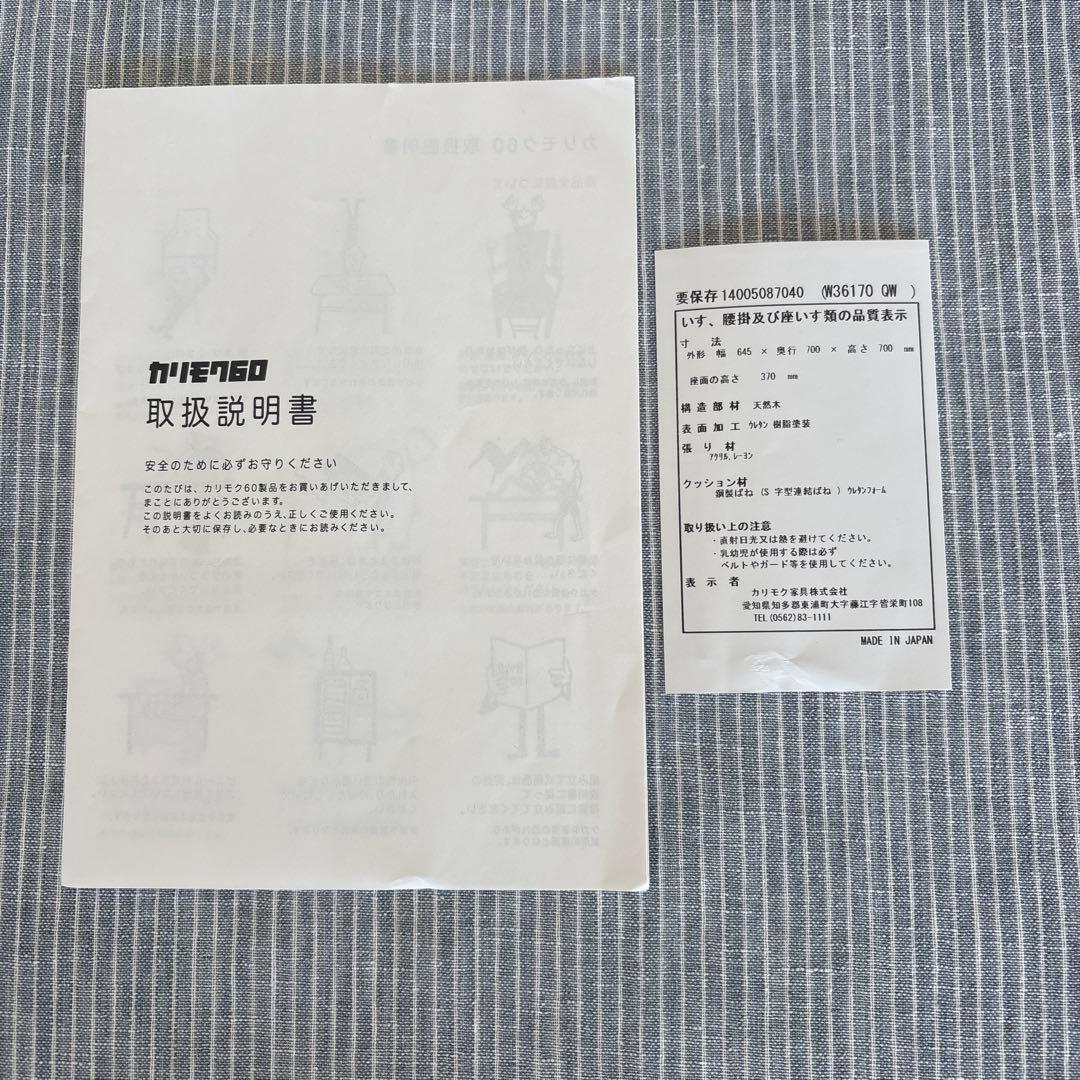 カリモク60
取扱説明書
安全のために必ずお守りください
このたびは、カリモク60製品をお買いあげいただきまして、
まことにありがとうございます。
この説明書をよくお読みのうえ、正しくご使用ください。
そのあと大切に保存し、必要なときにお読みください。
要保存14005087040 (W36170 QW )
いす、腰掛及び座いす類の品質表示
寸 法
外形 幅 645 × 奥行 700 × 高さ 700 mm
座面の高さ 370 mm
構造部材 天然木
表面加工 ウレタン 樹脂塗装
張り材
アクリル、レーヨン
クッション材
鋼製ばね (S 字型連結ばね ) ウレタンフォーム
取り扱い上の注意
・直射日光又は熱を避けてください。
・乳幼児が使用する際は必ず
ベルトやガード等を使用してください。
表 示 者
カリモク家具株式会社
愛知県知多郡東浦町大字藤江字皆栄町108
TEL(0562)83-1111
MADE IN JAPAN